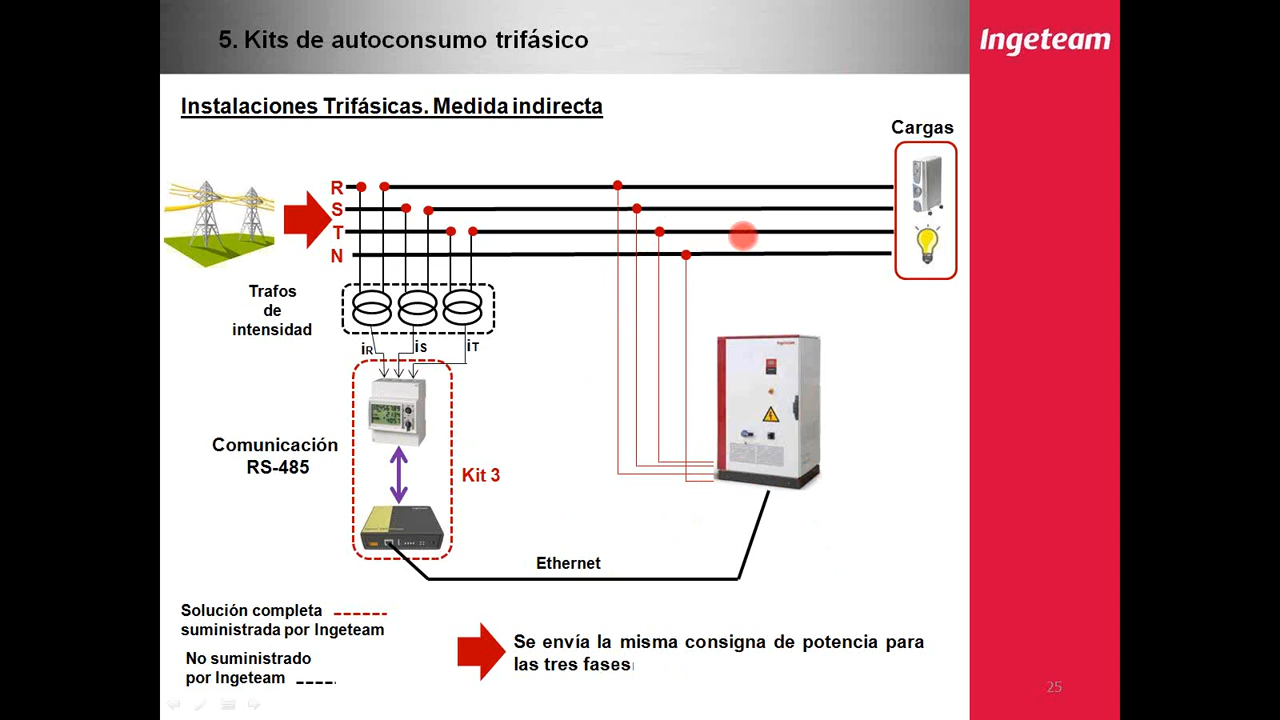 5. Kits de autoconsumo trifásico
Ingeteam
Instalaciones Trifásicas. Medida indirecta
Cargas
R
S
T
N
Trafos
de
intensidad
iR
iS
iT
Comunicación
RS-485
Kit 3
Ethernet
Solución completa
suministrada por Ingeteam
No suministrado
por Ingeteam
Se envía la misma consigna de potencia para
las tres fases
25